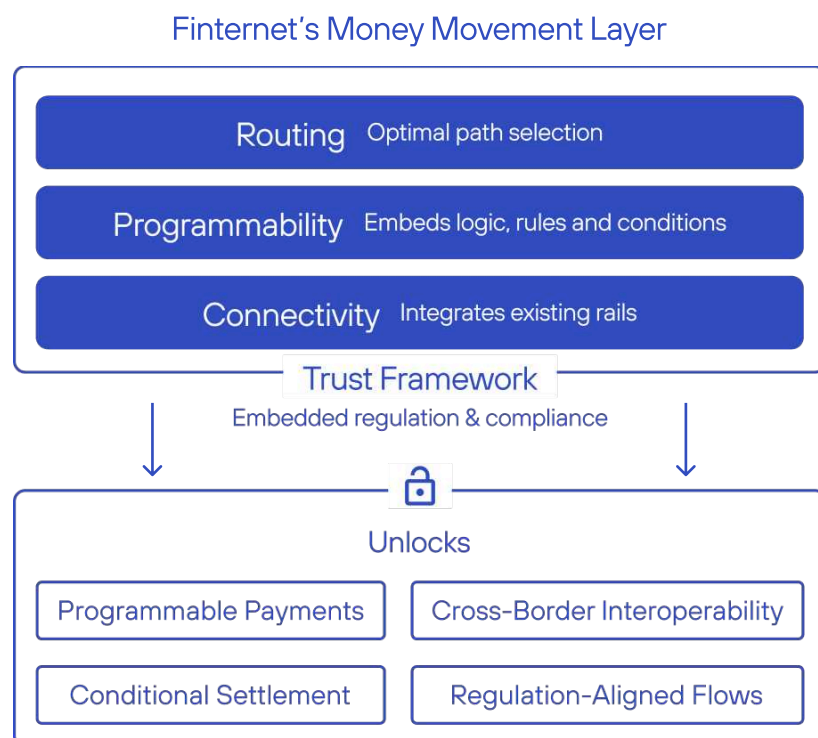 Finternet's Money Movement Layer
Routing Optimal path selection
Programmability Embeds logic, rules and conditions
Connectivity Integrates existing rails
Trust Framework
Embedded regulation & compliance
Unlocks
Programmable Payments
Cross-Border Interoperability
Conditional Settlement
Regulation-Aligned Flows